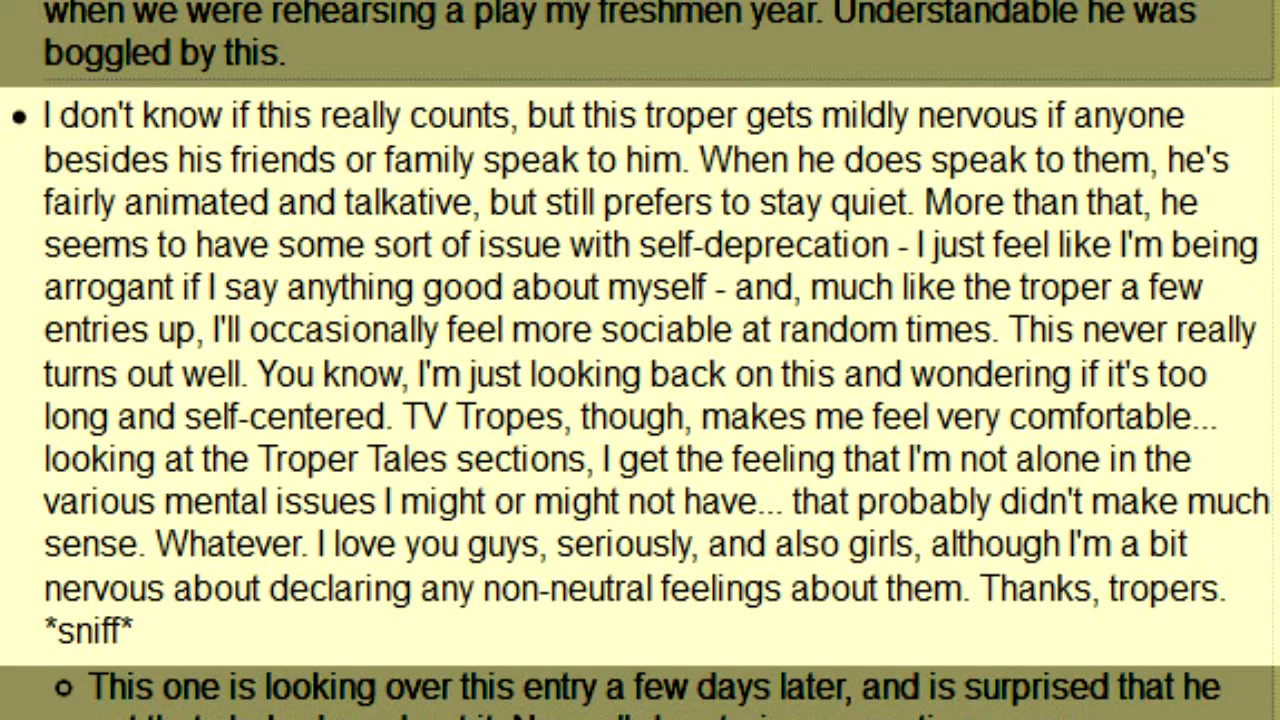 when we were rehearsing a play my freshmen year. Understandable he was
boggled by this.
I don't know if this really counts, but this troper gets mildly nervous if anyone
besides his friends or family speak to him. When he does speak to them, he's
fairly animated and talkative, but still prefers to stay quiet. More than that, he
seems to have some sort of issue with self-deprecation - I just feel like I'm being
arrogant if I say anything good about myself - and, much like the troper a few
entries up, I'll occasionally feel more sociable at random times. This never really
turns out well. You know, I'm just looking back on this and wondering if it's too
long and self-centered. TV Tropes, though, makes me feel very comfortable...
looking at the Troper Tales sections, I get the feeling that I'm not alone in the
various mental issues I might or might not have... that probably didn't make much
sense. Whatever. I love you guys, seriously, and also girls, although I'm a bit
nervous about declaring any non-neutral feelings about them. Thanks, tropers.
*sniff*
This one is looking over this entry a few days later, and is surprised that he